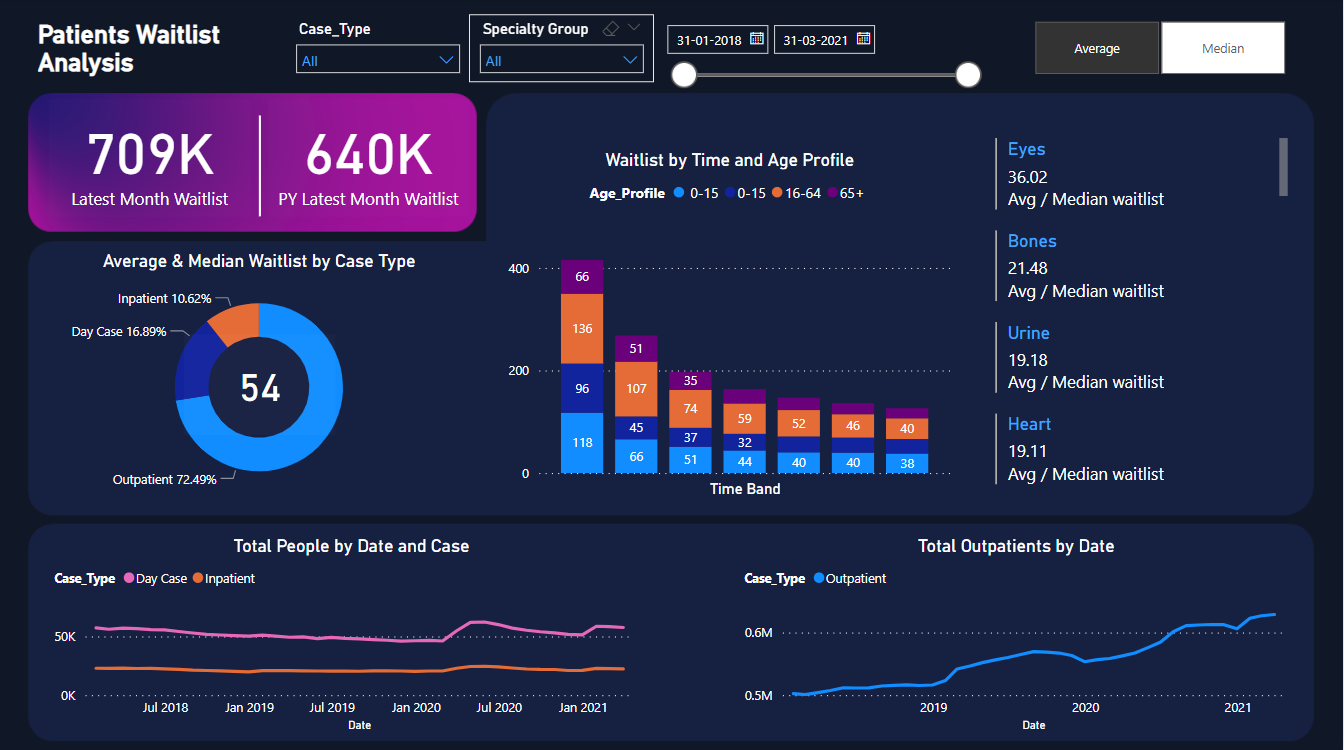 Patients Waitlist
Analysis
Case_Type
All
Specialty Group
All
31-01-2018
31-03-2021
Average
Median
709K
Latest Month Waitlist
640K
PY Latest Month Waitlist
Average & Median Waitlist by Case Type
Inpatient 10.62%
Day Case 16.89%
54
Outpatient 72.49%
Waitlist by Time and Age Profile
Age_Profile 0-15 0-15 16-64 65+
400
200
0
66
136
96
118
51
107
45
66
35
74
37
51
59
32
44
52
40
46
40
40
38
Time Band
Eyes
36.02
Avg / Median waitlist
Bones
21.48
Avg / Median waitlist
Urine
19.18
Avg / Median waitlist
Heart
19.11
Avg / Median waitlist
Total People by Date and Case
Case_Type Day Case Inpatient
50K
0K
Jul 2018 Jan 2019 Jul 2019 Jan 2020 Jul 2020 Jan 2021
Date
Total Outpatients by Date
Case_Type Outpatient
0.6M
0.5M
2019 2020 2021
Date